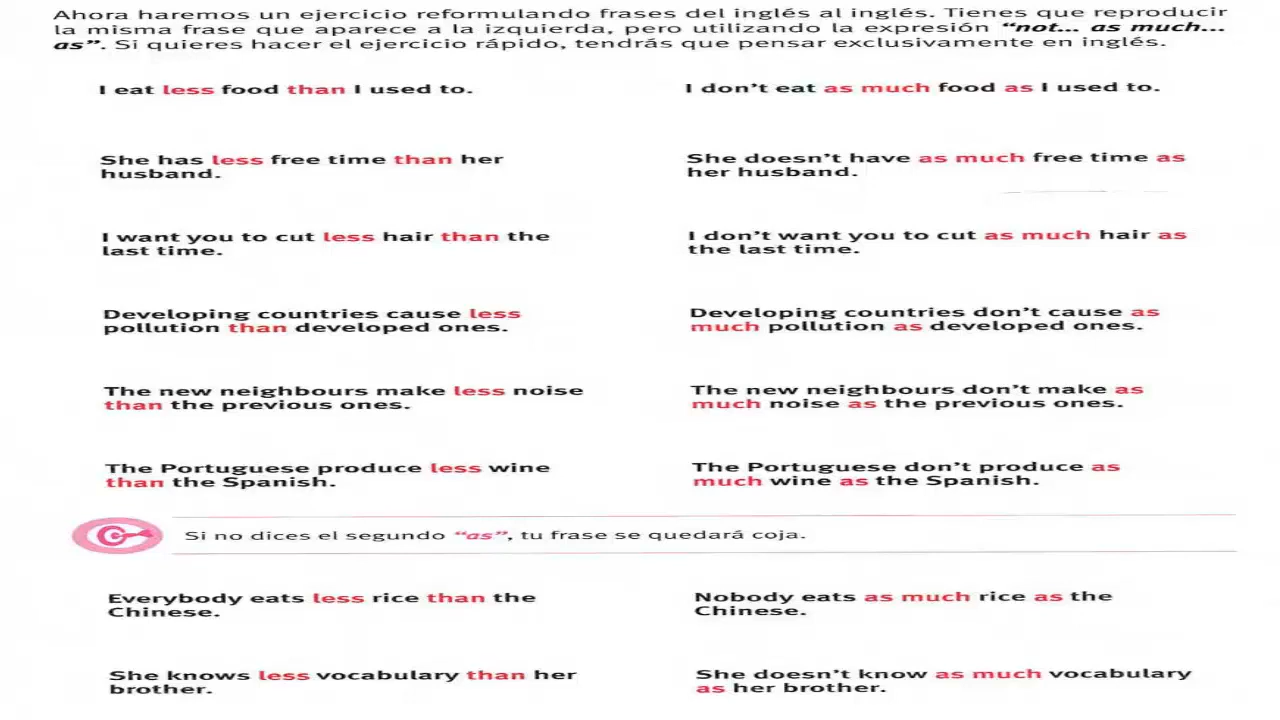 Ahora haremos un ejercicio reformulando frases del inglés al inglés. Tienes que reproducir
la misma frase que aparece a la izquierda, pero utilizando la expresión “not... as much...
as”. Si quieres hacer el ejercicio rápido, tendrás que pensar exclusivamente en inglés.
I eat less food than I used to.
I don’t eat as much food as I used to.
She has less free time than her
husband.
She doesn’t have as much free time as
her husband.
I want you to cut less hair than the
last time.
I don’t want you to cut as much hair as
the last time.
Developing countries cause less
pollution than developed ones.
Developing countries don’t cause as
much pollution as developed ones.
The new neighbours make less noise
than the previous ones.
The new neighbours don’t make as
much noise as the previous ones.
The Portuguese produce less wine
than the Spanish.
The Portuguese don’t produce as
much wine as the Spanish.
Si no dices el segundo “as”, tu frase se quedará coja.
Everybody eats less rice than the
Chinese.
Nobody eats as much rice as the
Chinese.
She knows less vocabulary than her
brother.
She doesn’t know as much vocabulary
as her brother.